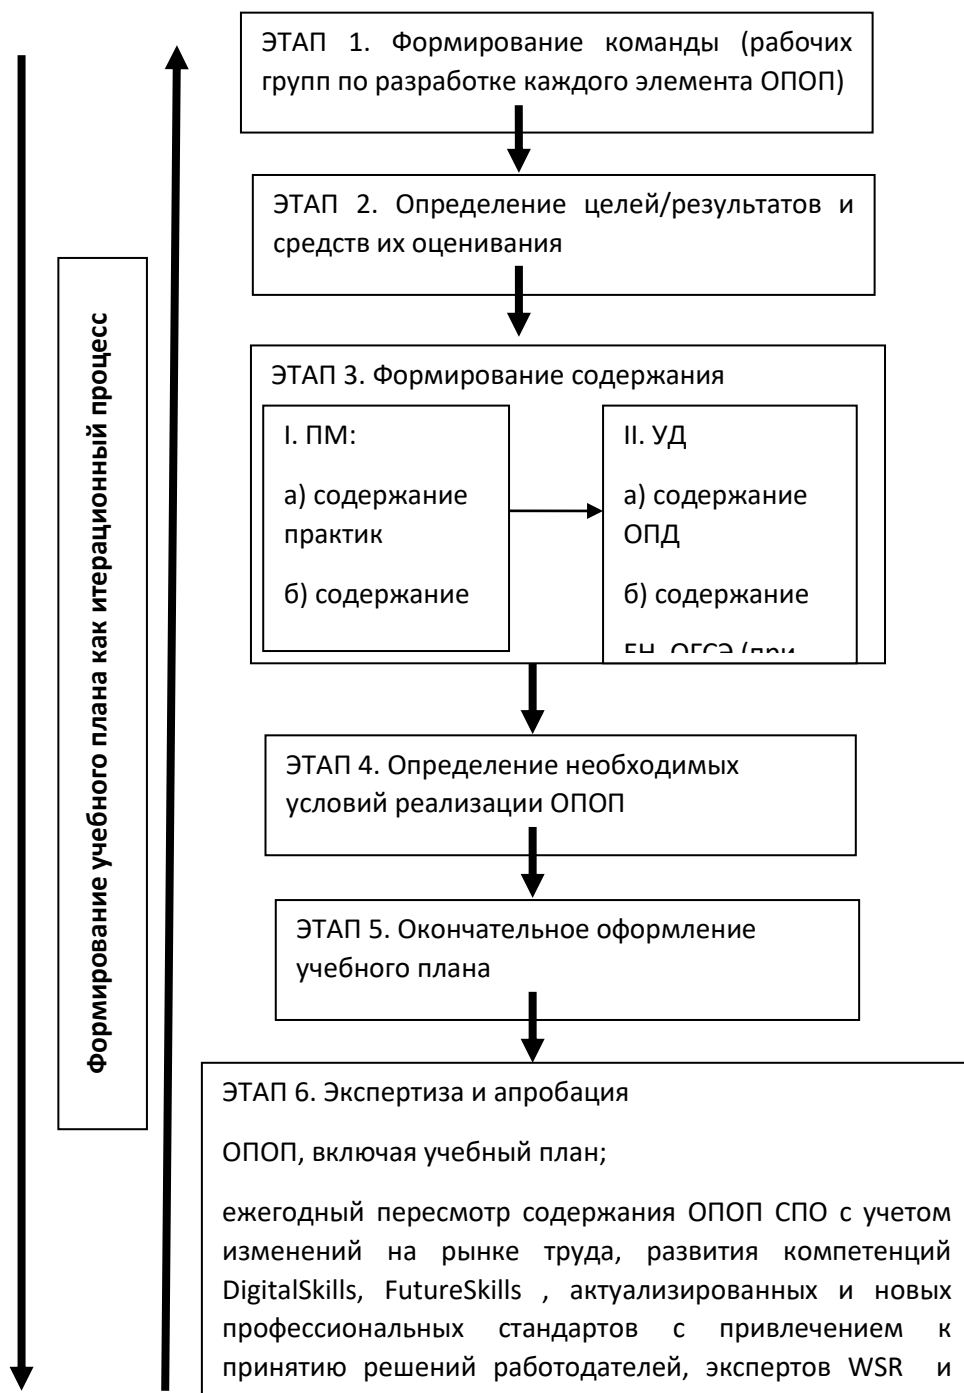 ЭТАП 1. Формирование команды (рабочих
групп по разработке каждого элемента ОПОП)
ЭТАП 2. Определение целей/результатов и
средств их оценивания
Формирование учебного плана как итерационный процесс
ЭТАП 3. Формирование содержания
I. ПМ:
а) содержание
практик
б) содержание
II. УД
а) содержание
ОПД
б) содержание
ЕН, ОГСЭ (при
ЭТАП 4. Определение необходимых
условий реализации ОПОП
ЭТАП 5. Окончательное оформление
учебного плана
ЭТАП 6. Экспертиза и апробация
ОПОП, включая учебный план;
ежегодный пересмотр содержания ОПОП СПО с учетом
изменений на рынке труда, развития компетенций
DigitalSkills, FutureSkills , актуализированных и новых
профессиональных стандартов с привлечением к
принятию решений работодателей, экспертов WSR и